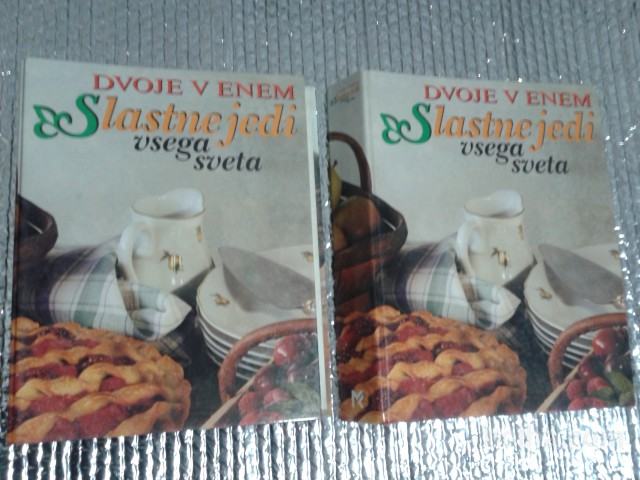 DVOJE V ENEM
Slastne jedi
vsega
sveta
DVOJE V ENEM
Slastne jedi
vsega
sveta